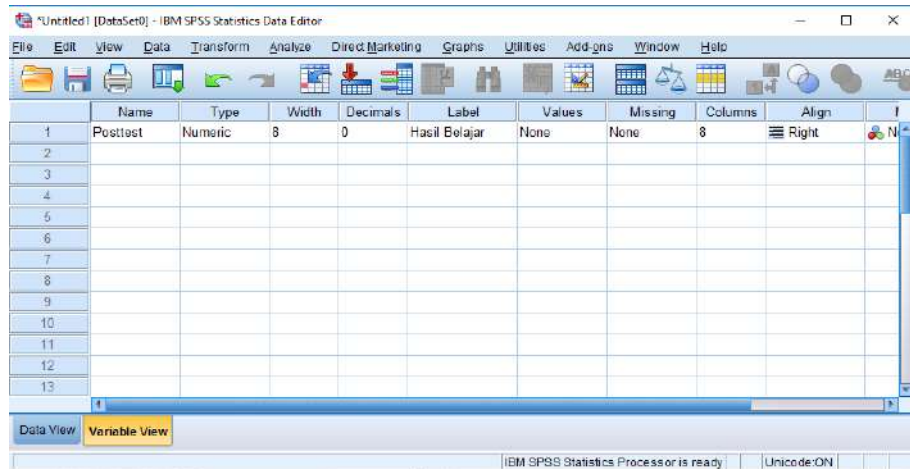 *Untitled1 [DataSet0] - IBM SPSS Statistics Data Editor
File Edit View Data Transform Analyze Direct Marketing Graphs Utilities Add-ons Window Help
ABC
Name Type Width Decimals Label Values Missing Columns Align
1 Posttest Numeric 8 0 Hasil Belajar None None 8 Right
2
3
4
5
6
7
8
9
10
11
12
13
Data View Variable View
IBM SPSS Statistics Processor is ready Unicode:ON